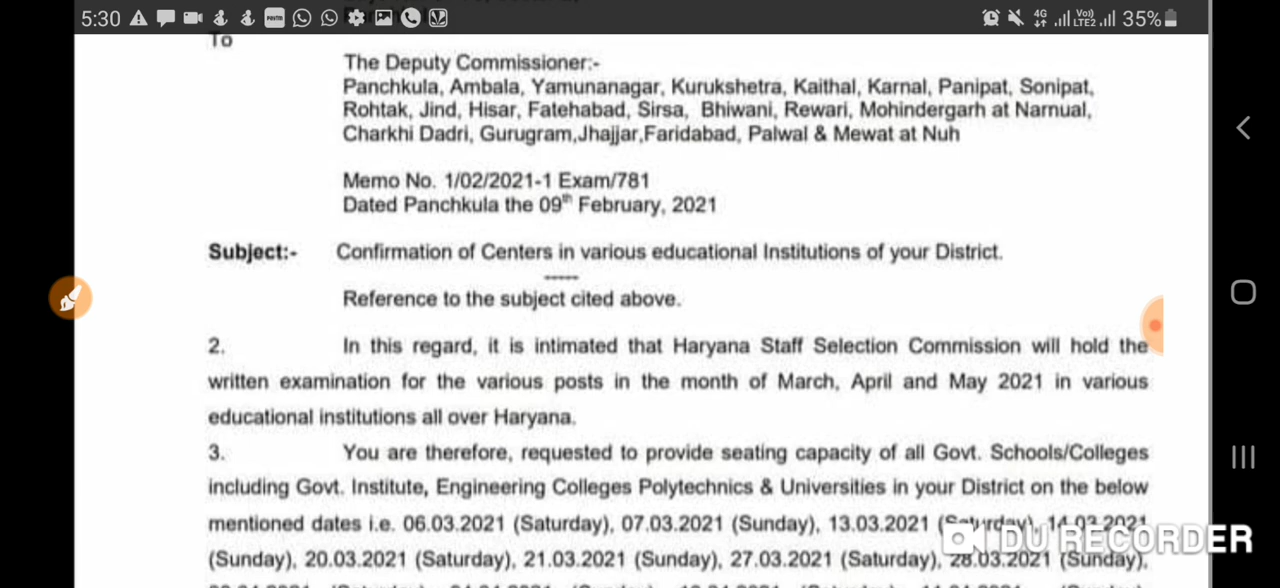 5:30
4G
Vo))
LTE2
35%
To
The Deputy Commissioner:-
Panchkula, Ambala, Yamunanagar, Kurukshetra, Kaithal, Karnal, Panipat, Sonipat,
Rohtak, Jind, Hisar, Fatehabad, Sirsa, Bhiwani, Rewari, Mohindergarh at Narnual,
Charkhi Dadri, Gurugram,Jhajjar,Faridabad, Palwal & Mewat at Nuh
Memo No. 1/02/2021-1 Exam/781
Dated Panchkula the 09th February, 2021
Subject:- Confirmation of Centers in various educational Institutions of your District.
-----
Reference to the subject cited above.
2. In this regard, it is intimated that Haryana Staff Selection Commission will hold the
written examination for the various posts in the month of March, April and May 2021 in various
educational institutions all over Haryana.
3. You are therefore, requested to provide seating capacity of all Govt. Schools/Colleges
including Govt. Institute, Engineering Colleges Polytechnics & Universities in your District on the below
mentioned dates i.e. 06.03.2021 (Saturday), 07.03.2021 (Sunday), 13.03.2021 (Saturday), 14.03.2021
DU RECORDER
(Sunday), 20.03.2021 (Saturday), 21.03.2021 (Sunday), 27.03.2021 (Saturday), 28.03.2021 (Sunday),